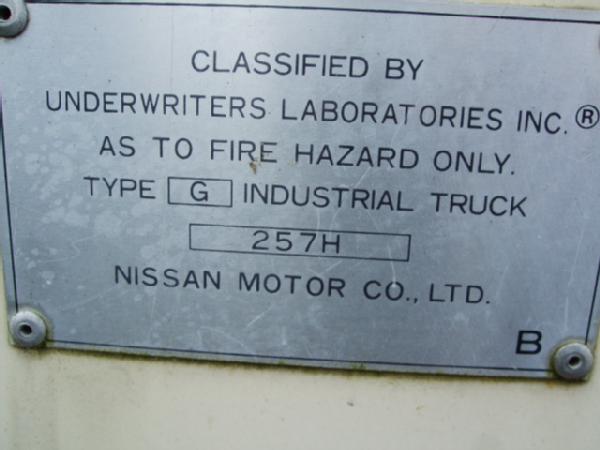 CLASSIFIED BY
UNDERWRITERS LABORATORIES INC.®
AS TO FIRE HAZARD ONLY.
TYPE G INDUSTRIAL TRUCK
257H
NISSAN MOTOR CO., LTD.
B